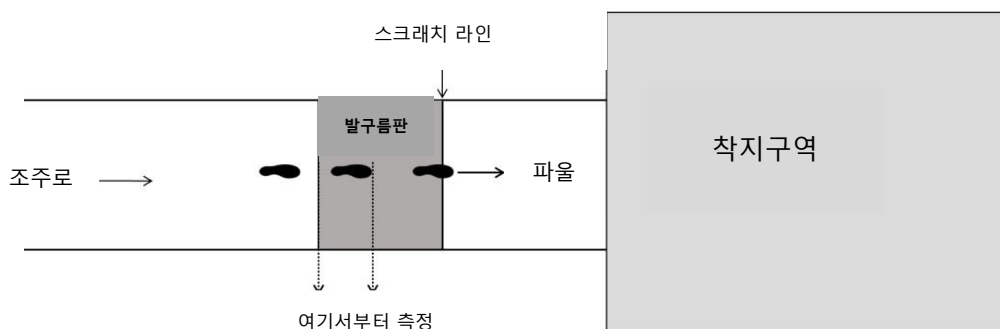 스크래치 라인
발구름판
착지구역
조주로
파울
여기서부터 측정